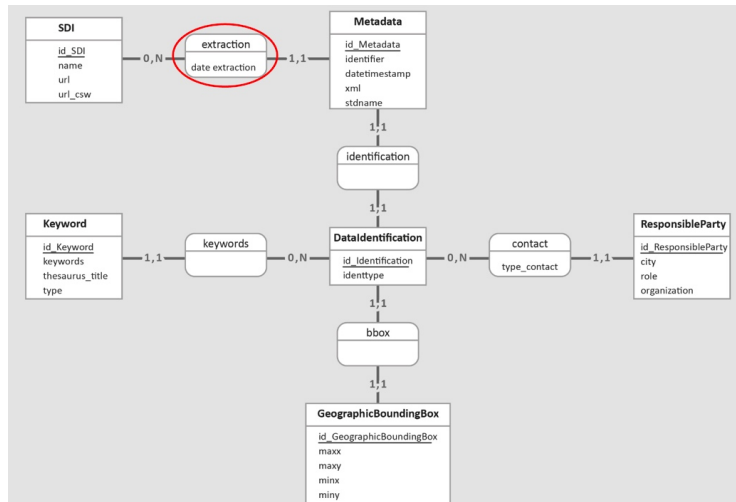 SDI
id_SDI
name
url
url_csw
0,N
extraction
date extraction
1,1
Metadata
id_Metadata
identifier
datetimestamp
xml
stdname
1,1
identification
1,1
Keyword
id_Keyword
keywords
thesaurus_title
type
1,1
keywords
0,N
DataIdentification
id_Identification
identtype
0,N
contact
type_contact
1,1
ResponsibleParty
id_ResponsibleParty
city
role
organization
1,1
bbox
1,1
GeographicBoundingBox
id_GeographicBoundingBox
maxx
maxy
minx
miny